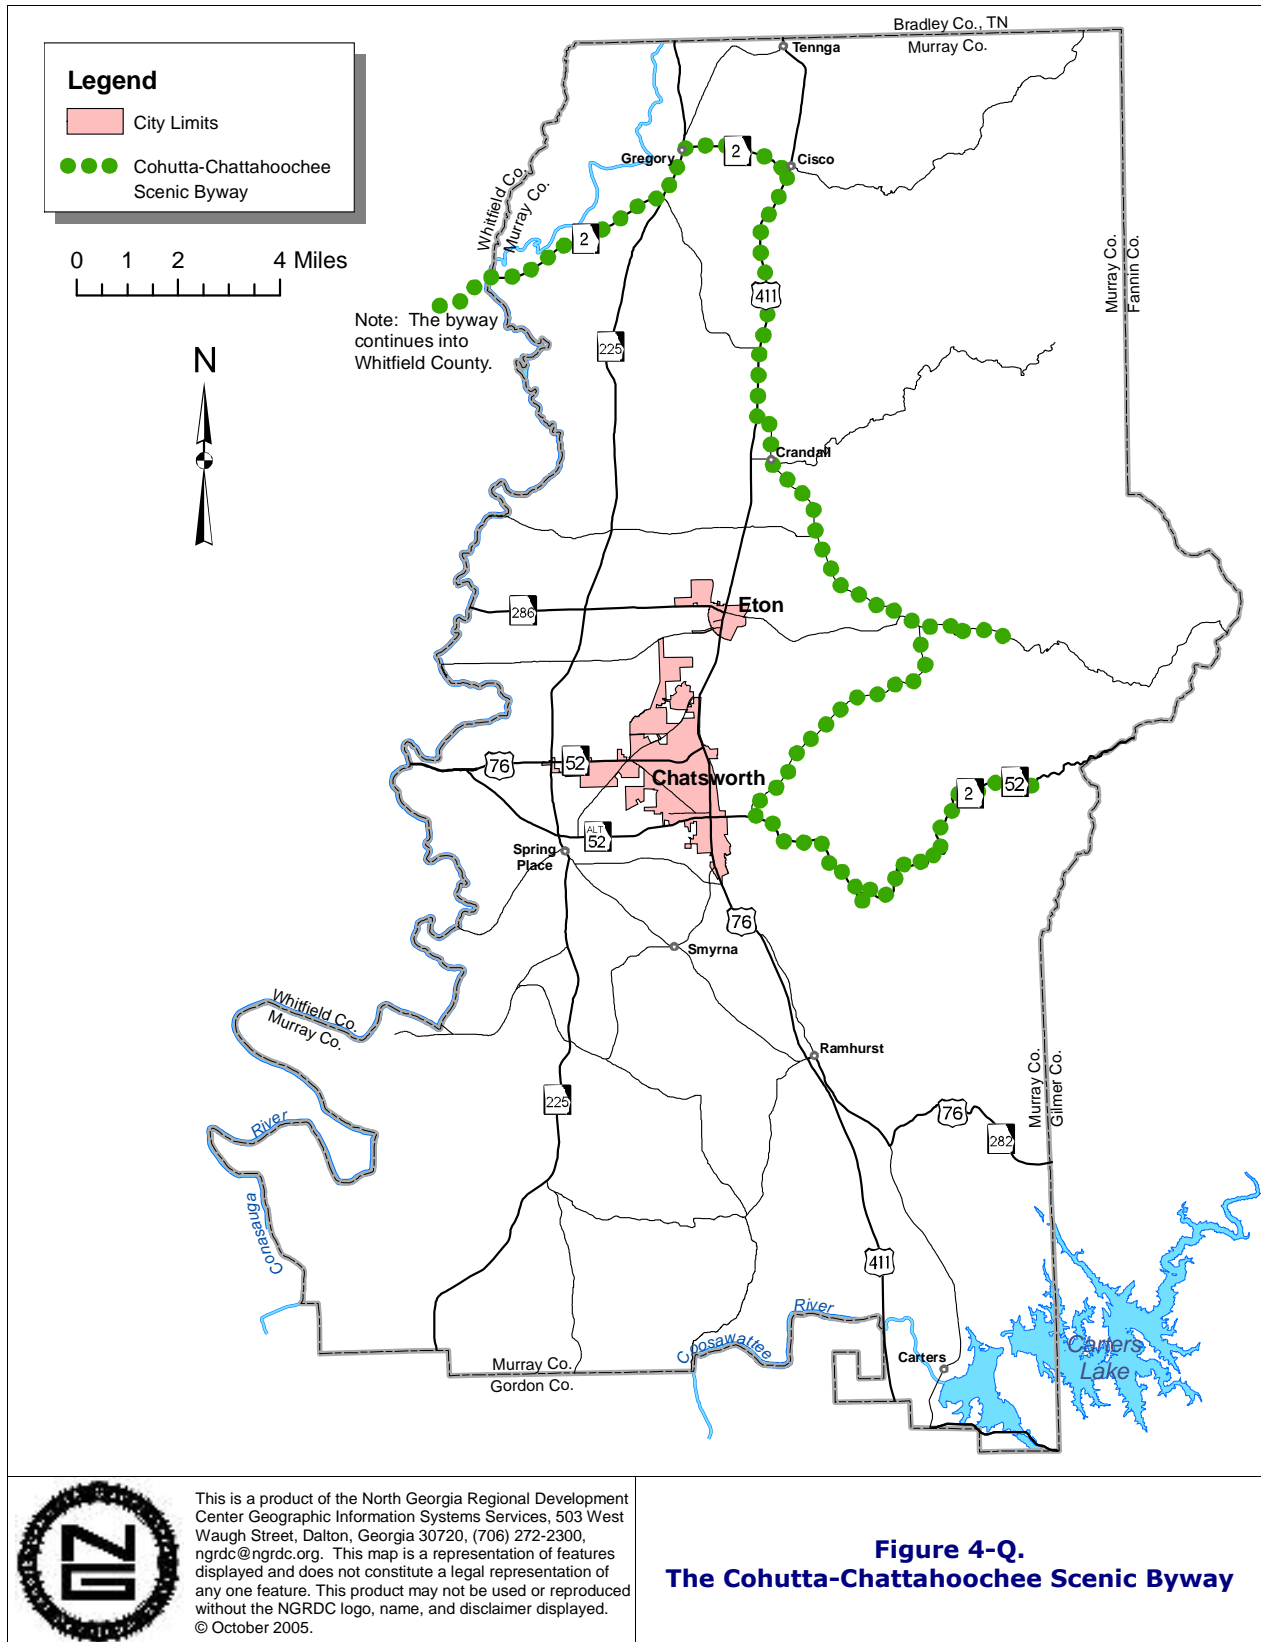 Bradley Co., TN
Murray Co.
Tennga
Legend
City Limits
Cohutta-Chattahoochee
Scenic Byway
2
Gregory
Cisco
Whitfield Co.
Murray Co.
2
0 1 2 4 Miles
Murray Co.
Fannin Co.
411
Note: The byway
continues into
Whitfield County.
225
N
Crandall
286
Eton
76
52
Chatsworth
2
52
ALT
52
Spring
Place
76
Smyrna
Whitfield Co.
Murray Co.
Ramhurst
Murray Co.
Gilmer Co.
225
76
282
River
Conasauga
411
River
Coosawattee
Carters
Carters
Lake
Murray Co.
Gordon Co.
NG
This is a product of the North Georgia Regional Development
Center Geographic Information Systems Services, 503 West
Waugh Street, Dalton, Georgia 30720, (706) 272-2300,
ngrdc@ngrdc.org. This map is a representation of features
displayed and does not constitute a legal representation of
any one feature. This product may not be used or reproduced
without the NGRDC logo, name, and disclaimer displayed.
© October 2005.
Figure 4-Q.
The Cohutta-Chattahoochee Scenic Byway